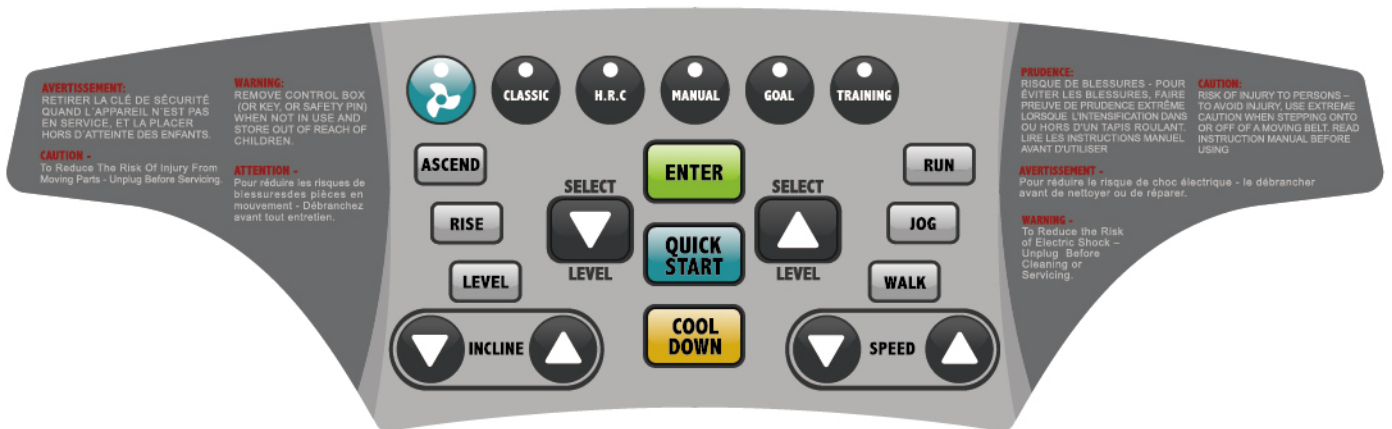 AVERTISSEMENT:
RETIRER LA CLÉ DE SÉCURITÉ
QUAND L'APPAREIL N'EST PAS
EN SERVICE, ET LA PLACER
HORS D'ATTEINTE DES ENFANTS.
CAUTION -
To Reduce The Risk Of Injury From
Moving Parts - Unplug Before Servicing.
WARNING:
REMOVE CONTROL BOX
(OR KEY, OR SAFETY PIN)
WHEN NOT IN USE AND
STORE OUT OF REACH OF
CHILDREN.
ATTENTION -
Pour réduire les risques de
blessuresdes pièces en
mouvement - Débranchez
avant tout entretien.
CLASSIC
H.R.C
MANUAL
GOAL
TRAINING
ASCEND
RISE
LEVEL
INCLINE
SELECT
LEVEL
ENTER
QUICK
START
COOL
DOWN
SELECT
LEVEL
RUN
JOG
WALK
SPEED
PRUDENCE:
RISQUE DE BLESSURES - POUR
ÉVITER LES BLESSURES, FAIRE
PREUVE DE PRUDENCE EXTRÊME
LORSQUE L'INTENSIFICATION DANS
OU HORS D'UN TAPIS ROULANT.
LIRE LES INSTRUCTIONS MANUEL
AVANT D'UTILISER
CAUTION:
RISK OF INJURY TO PERSONS –
TO AVOID INJURY, USE EXTREME
CAUTION WHEN STEPPING ONTO
OR OFF OF A MOVING BELT. READ
INSTRUCTION MANUAL BEFORE
USING
AVERTISSEMENT -
Pour réduire le risque de choc électrique - le débrancher
avant de nettoyer ou de réparer.
WARNING -
To Reduce the Risk
of Electric Shock –
Unplug Before
Cleaning or
Servicing.